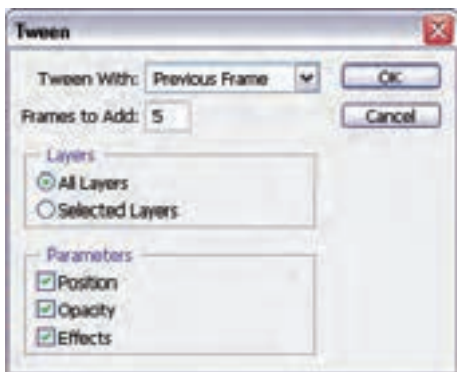 Tween
Tween With: Previous Frame
OK
Frames to Add: 5
Cancel
Layers
All Layers
Selected Layers
Parameters
Position
Opacity
Effects